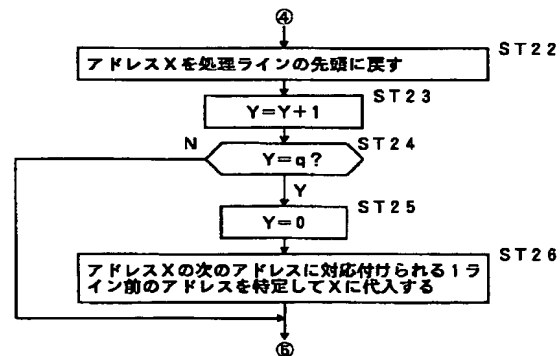 ④
アドレスXを処理ラインの先頭に戻す
ST22
Y=Y+1
ST23
N
Y=q?
ST24
Y
Y=0
ST25
アドレスXの次のアドレスに対応付けられる1ラ
イン前のアドレスを特定してXに代入する
ST26
⑤